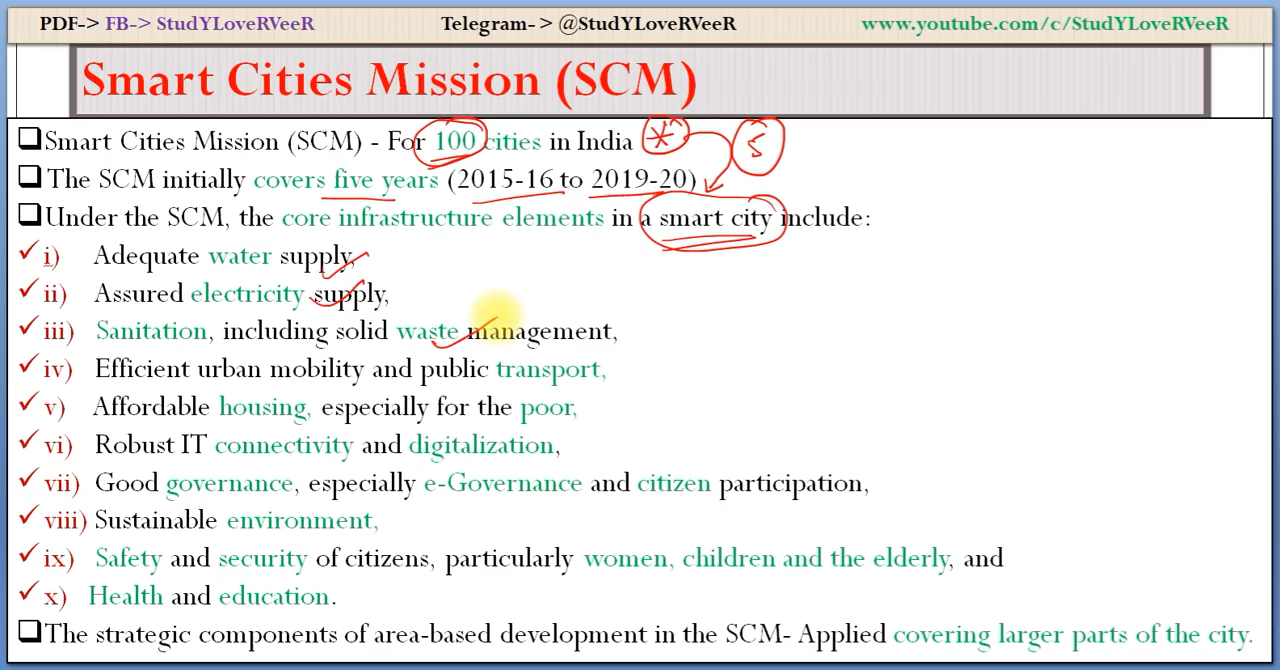 PDF-> FB-> StudYLoveRVeeR Telegram- > @StudYLoveRVeeR www.youtube.com/c/StudYLoveRVeeR
Smart Cities Mission (SCM)
Smart Cities Mission (SCM) - For 100 cities in India * S
The SCM initially covers five years (2015-16 to 2019-20)
Under the SCM, the core infrastructure elements in a smart city include:
i) Adequate water supply,
ii) Assured electricity supply,
iii) Sanitation, including solid waste management,
iv) Efficient urban mobility and public transport,
v) Affordable housing, especially for the poor,
vi) Robust IT connectivity and digitalization,
vii) Good governance, especially e-Governance and citizen participation,
viii) Sustainable environment,
ix) Safety and security of citizens, particularly women, children and the elderly, and
x) Health and education.
The strategic components of area-based development in the SCM- Applied covering larger parts of the city.